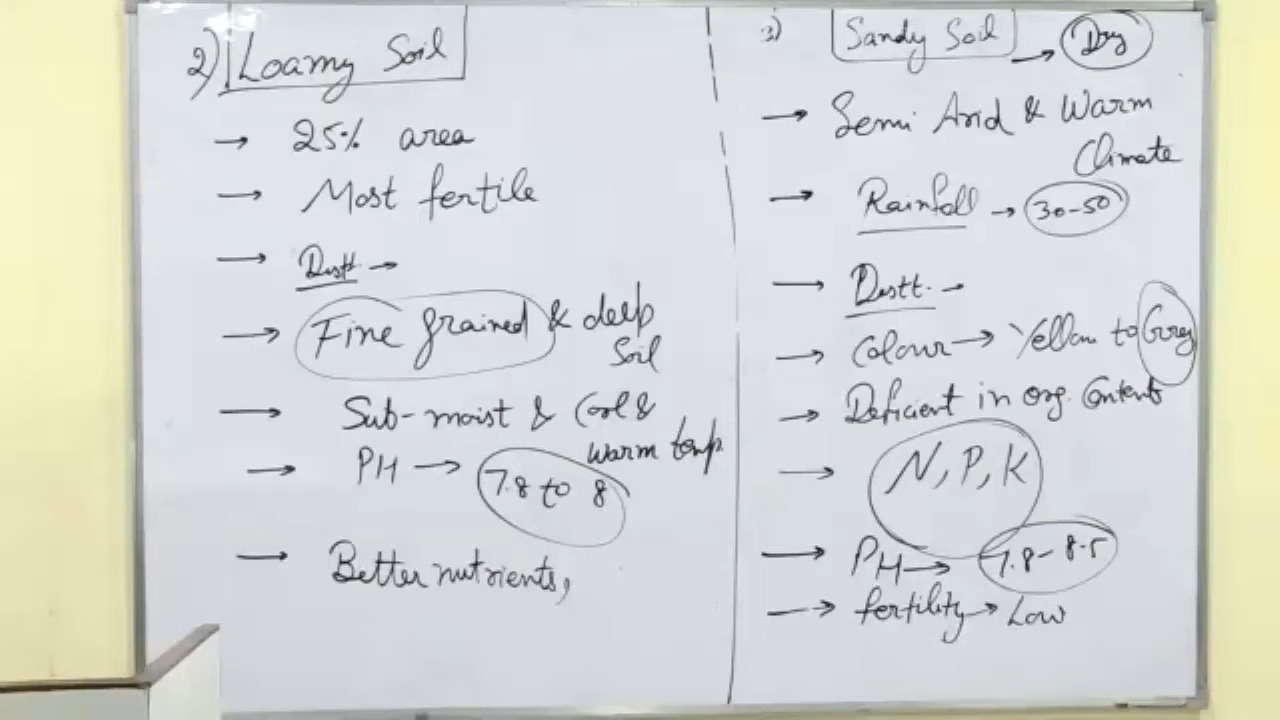 2) Loamy Soil
→ 25% area
→ Most fertile
→ Distt →
→ Fine grained & deep
Soil
→ Sub-moist & Cool &
warm temp
→ PH → 7.8 to 8
→ Better nutrients,
3) Sandy Soil → Dry
→ Semi Arid & Warm
Climate
→ Rainfall → 30-50
→ Distt. →
→ Colour → Yellow to Grey
→ Deficient in org. Contents
→ N, P, K
→ PH → 7.8 - 8.5
→ fertility → Low